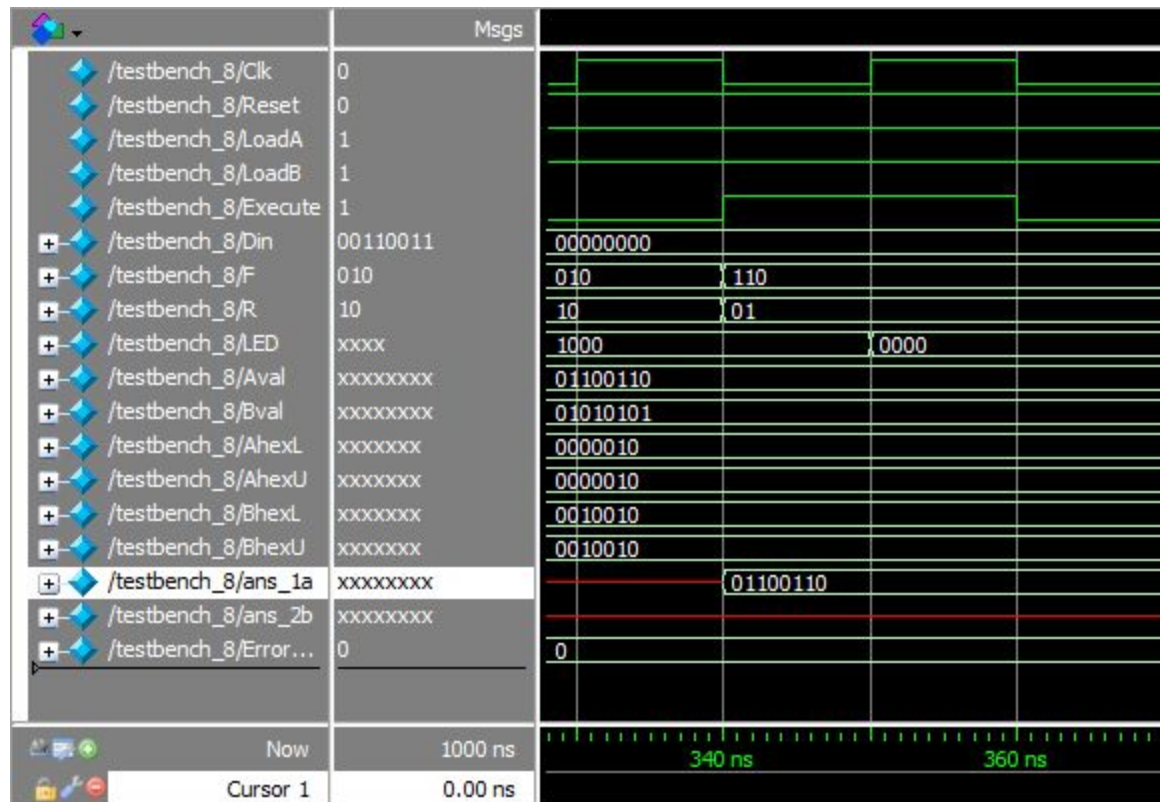 Msgs
/testbench_8/Clk 0
/testbench_8/Reset 0
/testbench_8/LoadA 1
/testbench_8/LoadB 1
/testbench_8/Execute 1
/testbench_8/Din 00110011 00000000
/testbench_8/F 010 010 110
/testbench_8/R 10 10 01
/testbench_8/LED xxxx 1000 0000
/testbench_8/Aval xxxxxxxx 01100110
/testbench_8/Bval xxxxxxxx 01010101
/testbench_8/AhexL xxxxxxx 0000010
/testbench_8/AhexU xxxxxxx 0000010
/testbench_8/BhexL xxxxxxx 0010010
/testbench_8/BhexU xxxxxxx 0010010
/testbench_8/ans_1a xxxxxxxx 01100110
/testbench_8/ans_2b xxxxxxxx
/testbench_8/Error... 0 0
Now 1000 ns 340 ns 360 ns
Cursor 1 0.00 ns